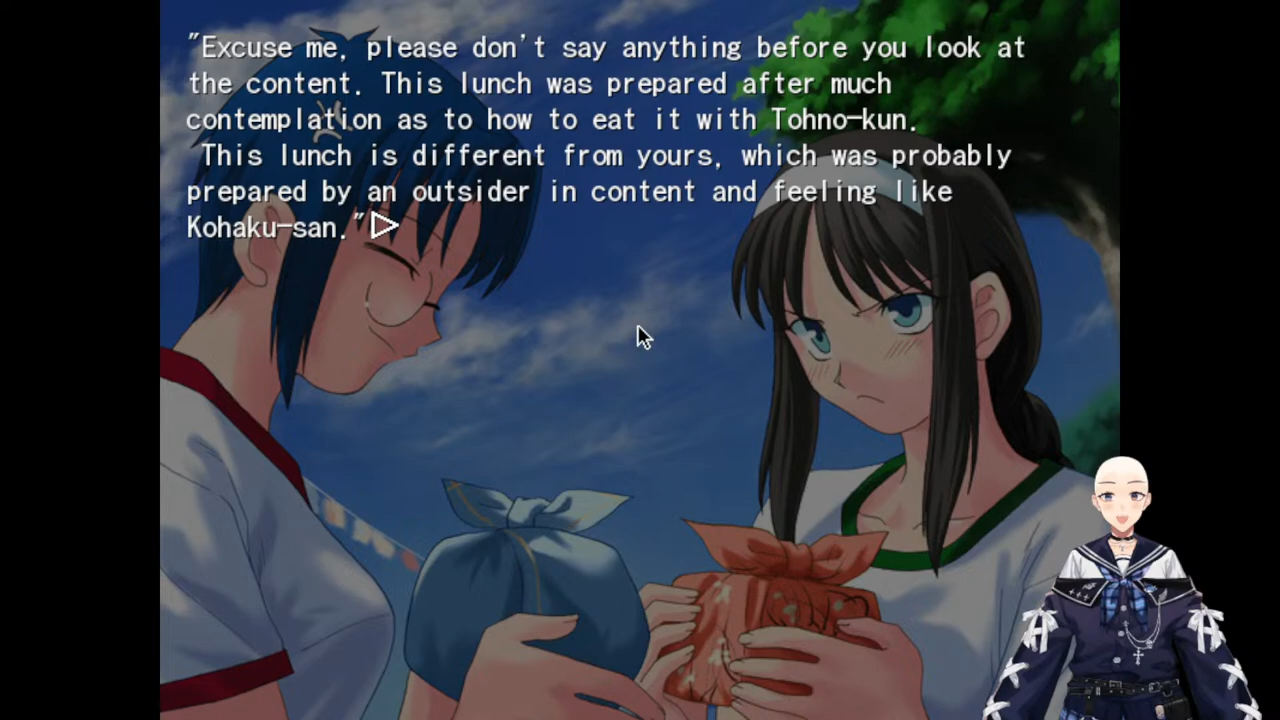 "Excuse me, please don't say anything before you look at
the content. This lunch was prepared after much
contemplation as to how to eat it with Tohno-kun.
This lunch is different from yours, which was probably
prepared by an outsider in content and feeling like
Kohaku-san."